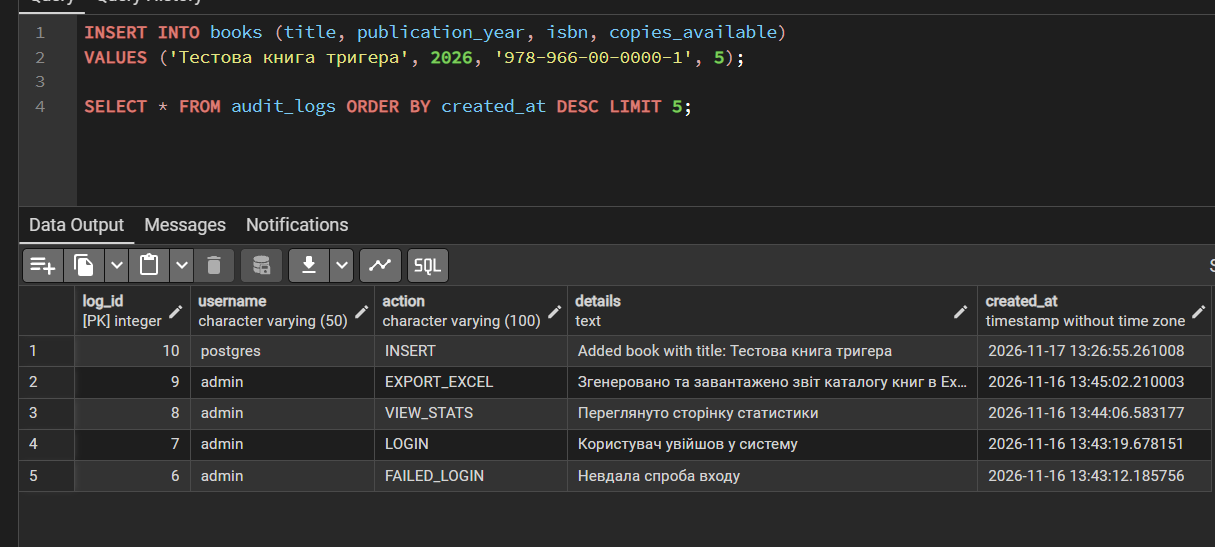 Query Query History
1 INSERT INTO books (title, publication_year, isbn, copies_available)
2 VALUES ('Тестова книга тригера', 2026, '978-966-00-0000-1', 5);
3
4 SELECT * FROM audit_logs ORDER BY created_at DESC LIMIT 5;
Data Output Messages Notifications
SQL S
log_id username action details created_at
[PK] integer character varying (50) character varying (100) text timestamp without time zone
1 10 postgres INSERT Added book with title: Тестова книга тригера 2026-11-17 13:26:55.261008
2 9 admin EXPORT_EXCEL Згенеровано та завантажено звіт каталогу книг в Ex... 2026-11-16 13:45:02.210003
3 8 admin VIEW_STATS Переглянуто сторінку статистики 2026-11-16 13:44:06.583177
4 7 admin LOGIN Користувач увійшов у систему 2026-11-16 13:43:19.678151
5 6 admin FAILED_LOGIN Невдала спроба входу 2026-11-16 13:43:12.185756